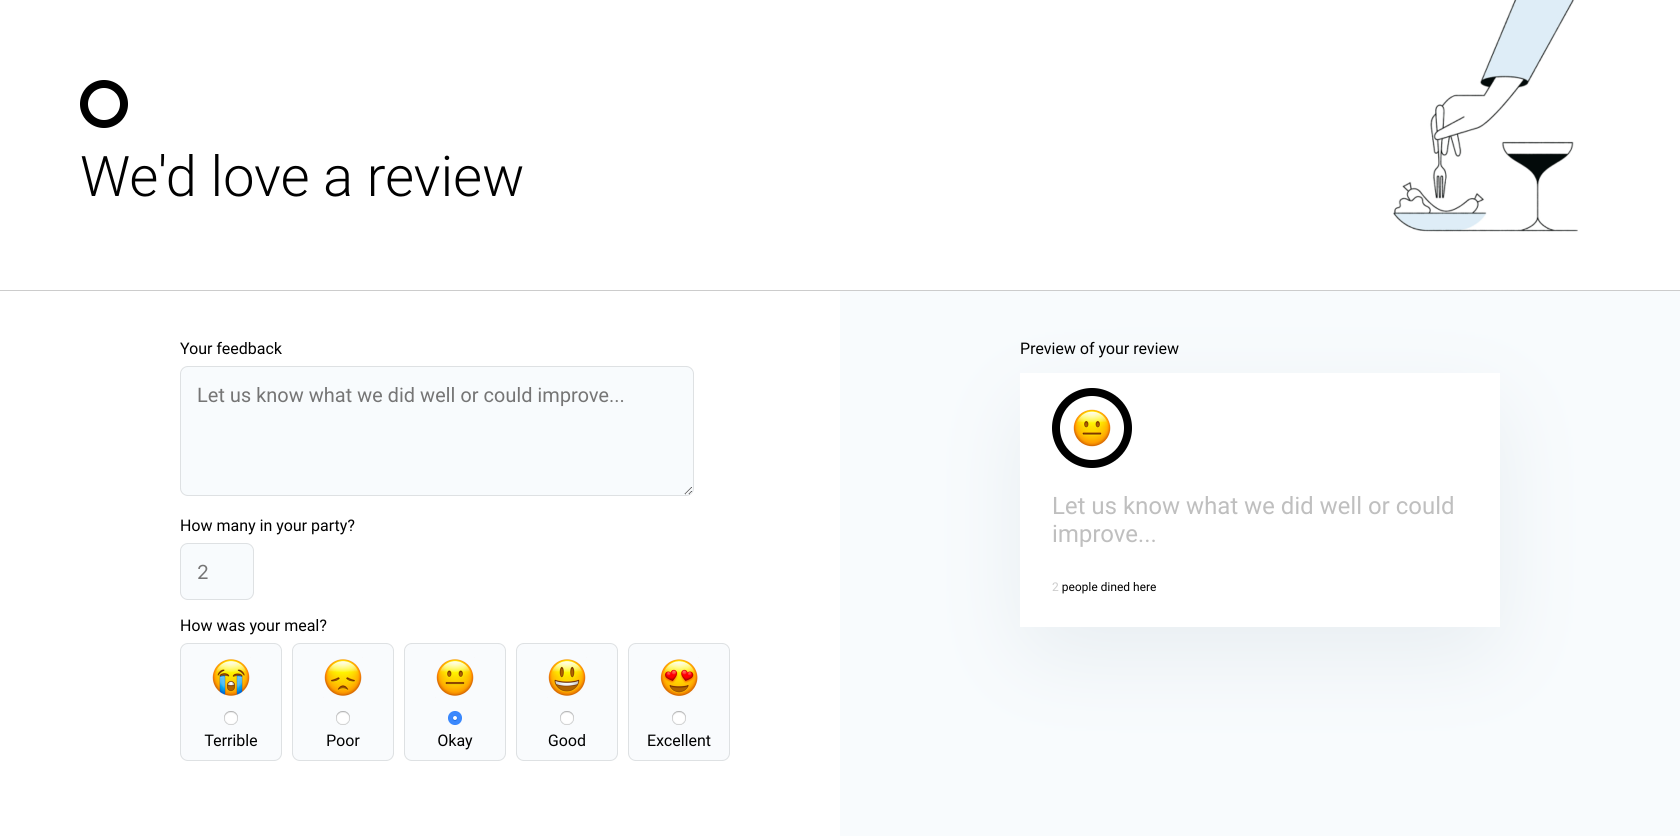 We'd love a review
Your feedback
Let us know what we did well or could improve...
How many in your party?
2
How was your meal?
Terrible
Poor
Okay
Good
Excellent
Preview of your review
Let us know what we did well or could
improve...
2 people dined here